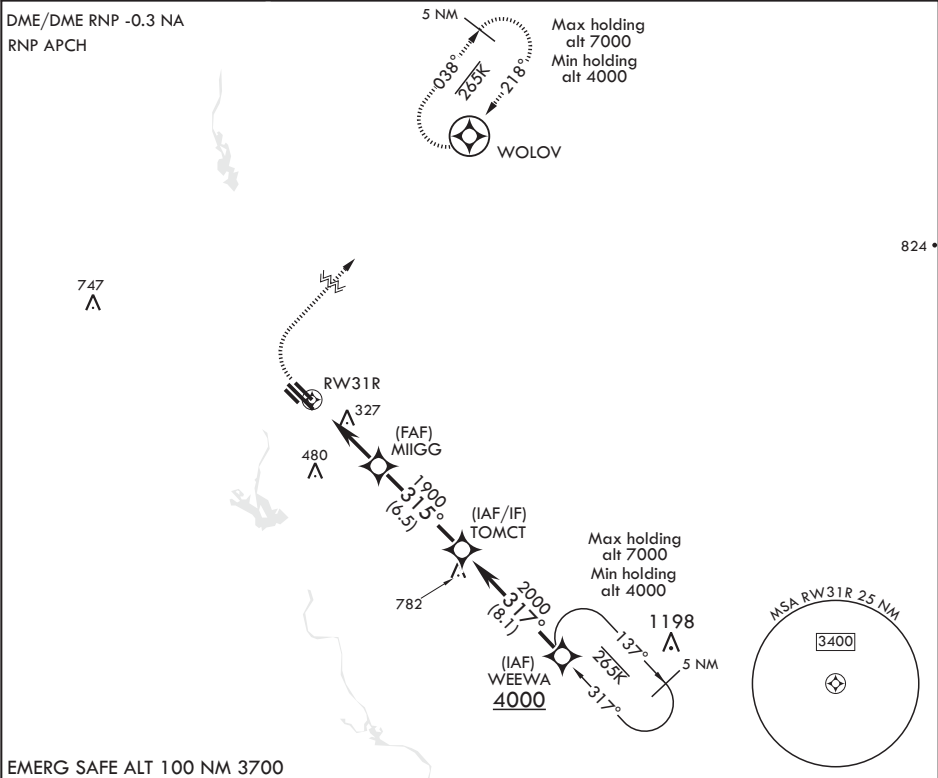 DME/DME RNP -0.3 NA
RNP APCH
5 NM
Max holding
alt 7000
Min holding
alt 4000
038°
265K
218°
WOLOV
824
747
RW31R
327
(FAF)
MIIGG
480
1900
315°
(6.5)
(IAF/IF)
TOMCT
Max holding
alt 7000
Min holding
alt 4000
782
2000
317°
(8.1)
1198
137°
265K
5 NM
317°
(IAF)
WEEWA
4000
MSA RW31R 25 NM
3400
EMERG SAFE ALT 100 NM 3700